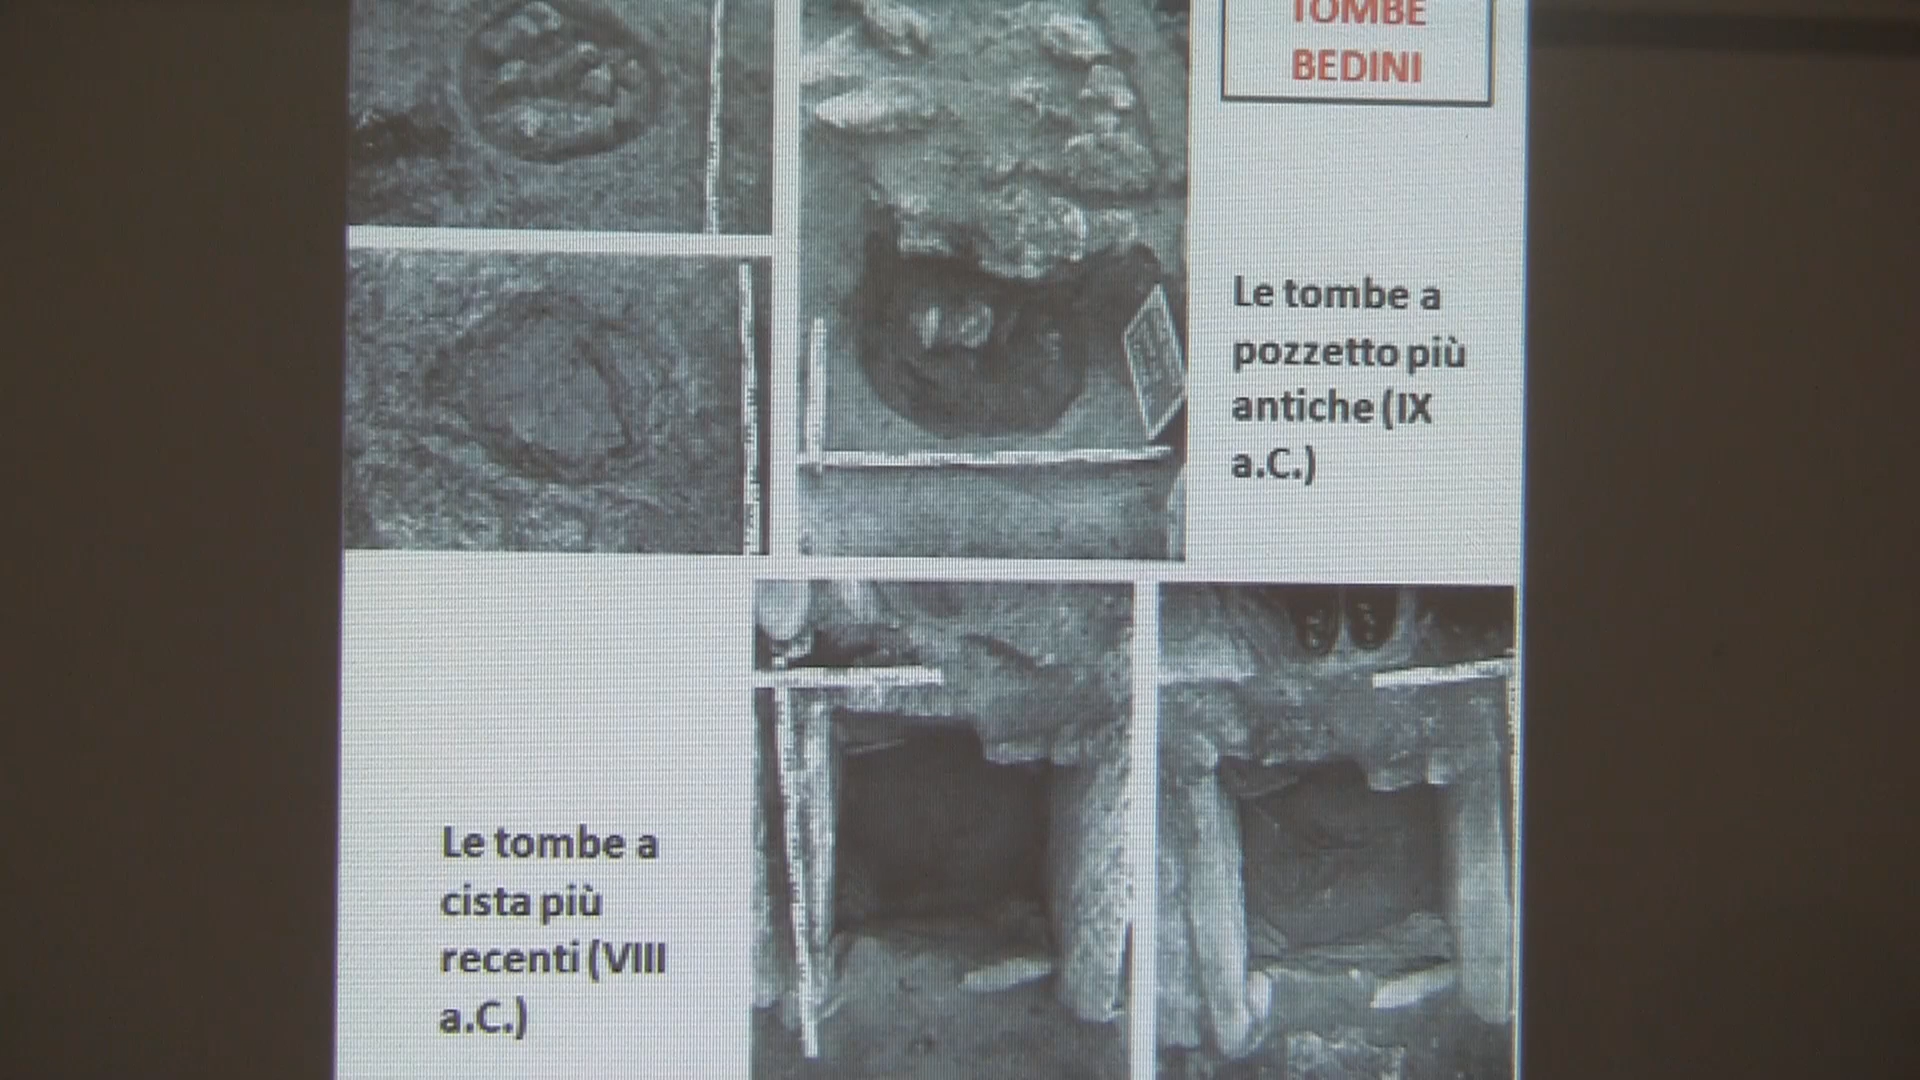 TOMBE
BEDINI
Le tombe a
pozzetto più
antiche (IX
a.C.)
Le tombe a
cista più
recenti (VIII
a.C.)